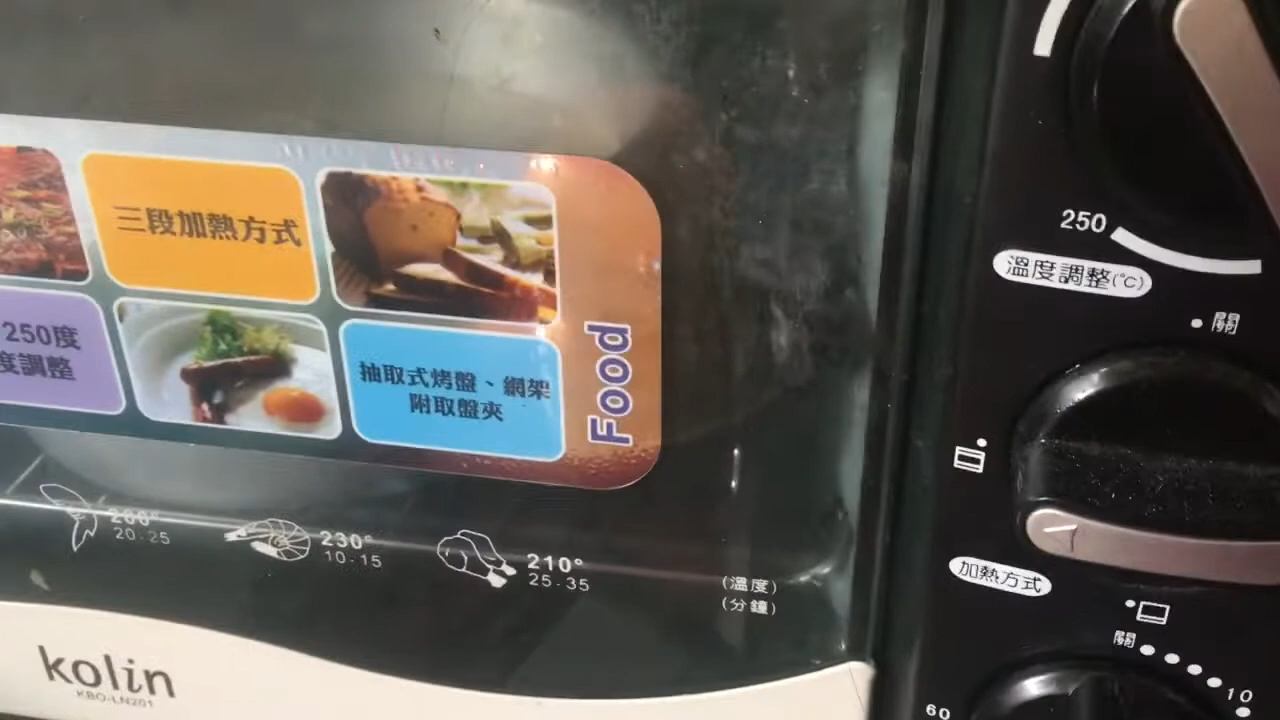 三段加熱方式
250度
度調整
抽取式烤盤、網架
附取盤夾
Food
200°
20-25
230°
10-15
210°
25-35
(溫度)
(分鐘)
kolin
KBO-LN201
250
溫度調整(℃)
關
加熱方式
關
10
60